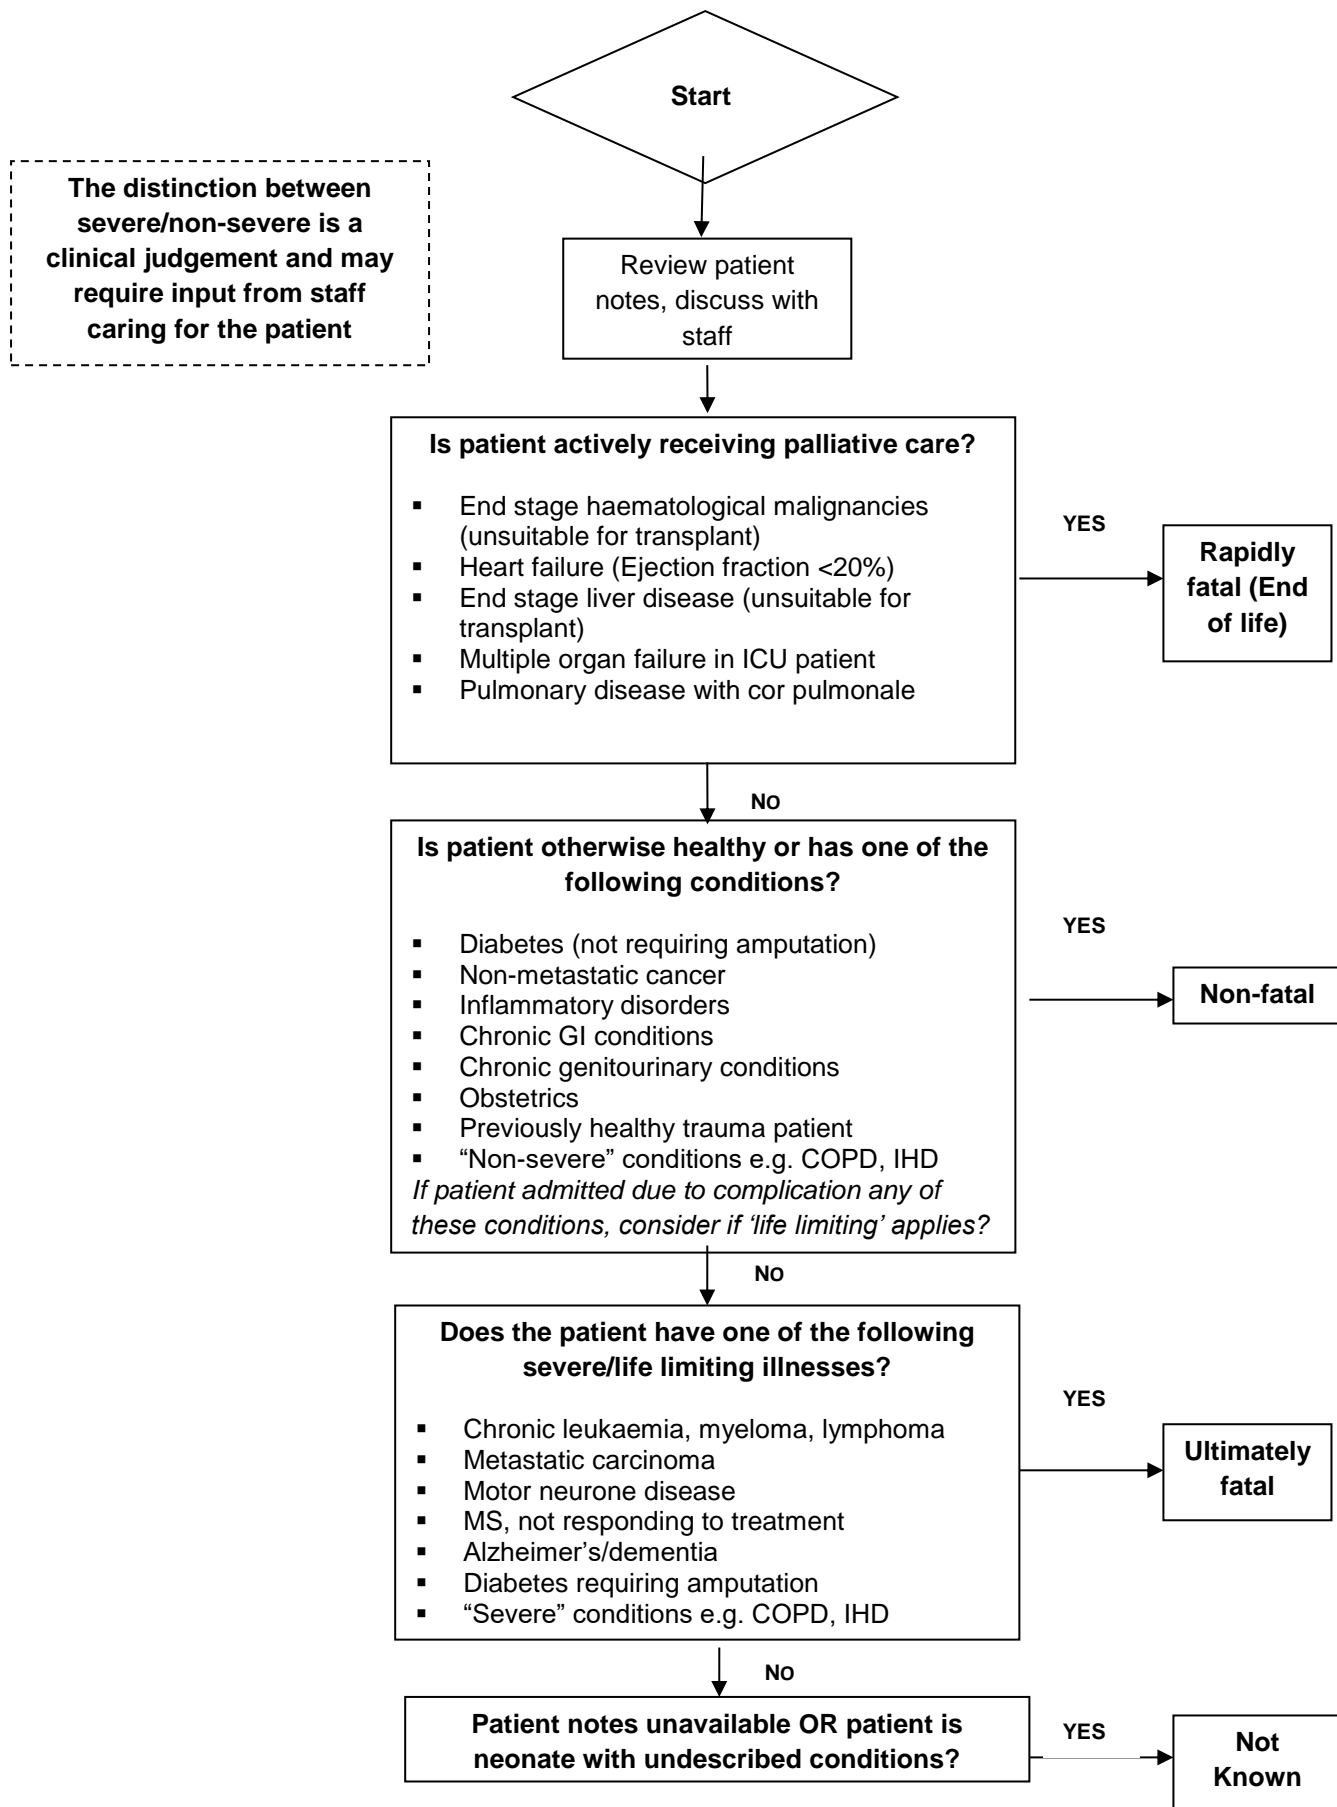 Start
The distinction between
severe/non-severe is a
clinical judgement and may
require input from staff
caring for the patient
Review patient
notes, discuss with
staff
Is patient actively receiving palliative care?
▪ End stage haematological malignancies
(unsuitable for transplant)
▪ Heart failure (Ejection fraction <20%)
▪ End stage liver disease (unsuitable for
transplant)
▪ Multiple organ failure in ICU patient
▪ Pulmonary disease with cor pulmonale
YES
Rapidly
fatal (End
of life)
NO
Is patient otherwise healthy or has one of the
following conditions?
▪ Diabetes (not requiring amputation)
▪ Non-metastatic cancer
▪ Inflammatory disorders
▪ Chronic GI conditions
▪ Chronic genitourinary conditions
▪ Obstetrics
▪ Previously healthy trauma patient
▪ “Non-severe” conditions e.g. COPD, IHD
If patient admitted due to complication any of
these conditions, consider if ‘life limiting’ applies?
YES
Non-fatal
NO
Does the patient have one of the following
severe/life limiting illnesses?
▪ Chronic leukaemia, myeloma, lymphoma
▪ Metastatic carcinoma
▪ Motor neurone disease
▪ MS, not responding to treatment
▪ Alzheimer’s/dementia
▪ Diabetes requiring amputation
▪ “Severe” conditions e.g. COPD, IHD
YES
Ultimately
fatal
NO
Patient notes unavailable OR patient is
neonate with undescribed conditions?
YES
Not
Known